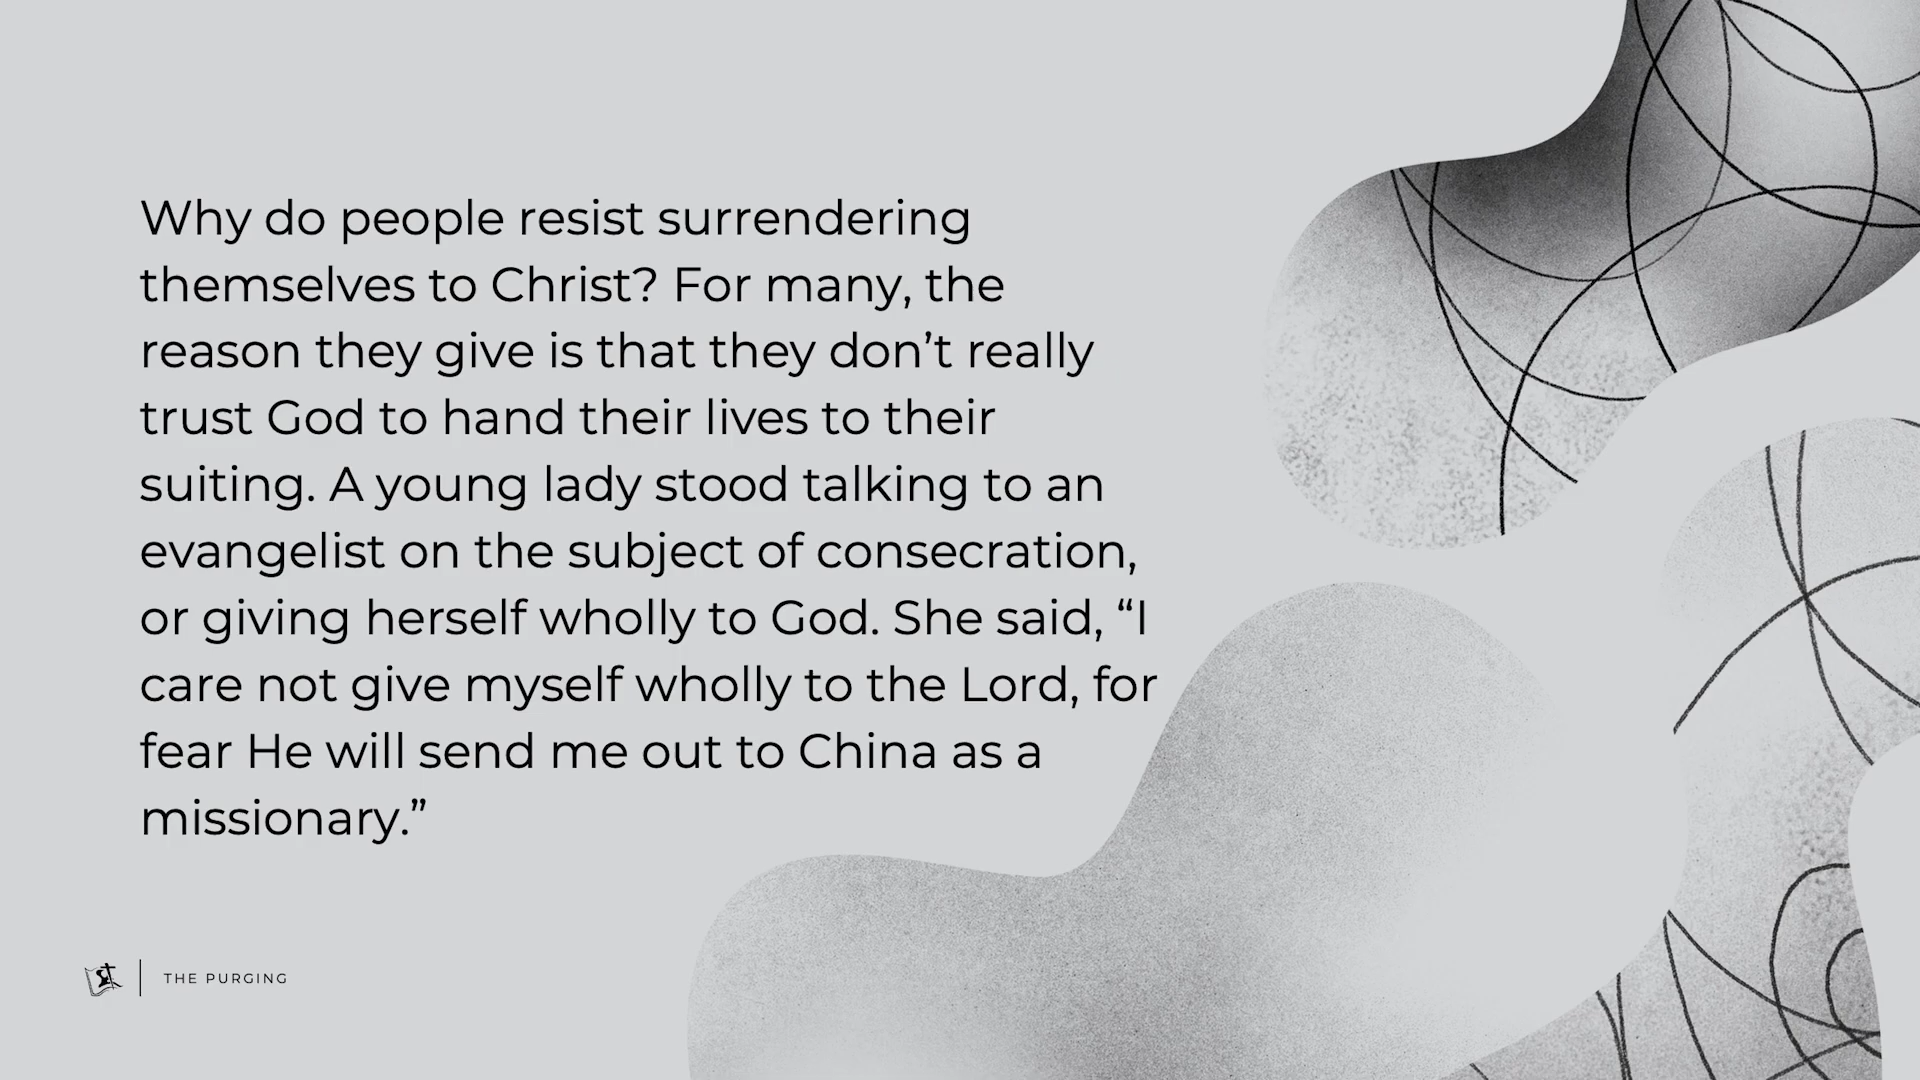 Why do people resist surrendering
themselves to Christ? For many, the
reason they give is that they don’t really
trust God to hand their lives to their
suiting. A young lady stood talking to an
evangelist on the subject of consecration,
or giving herself wholly to God. She said, “I
care not give myself wholly to the Lord, for
fear He will send me out to China as a
missionary.”
THE PURGING